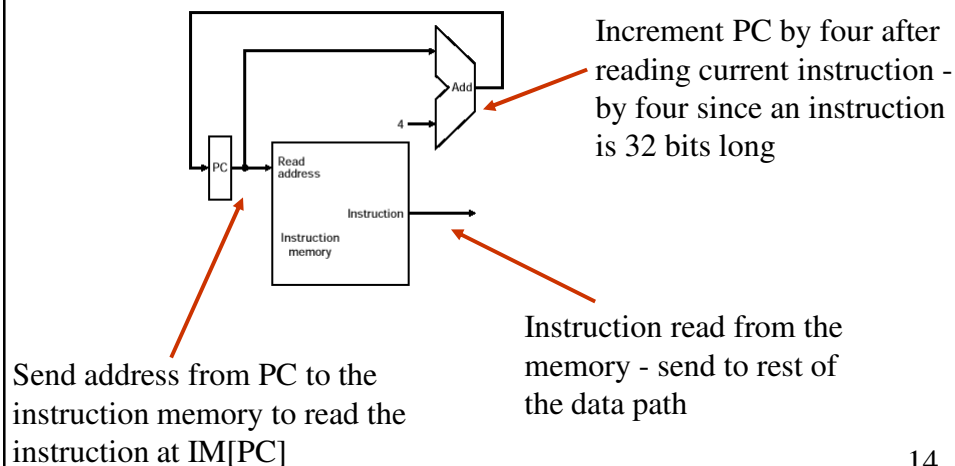 Increment PC by four after
reading current instruction -
by four since an instruction
is 32 bits long
Add
4
PC
Read
address
Instruction
Instruction
memory
Instruction read from the
memory - send to rest of
the data path
Send address from PC to the
instruction memory to read the
instruction at IM[PC]
14